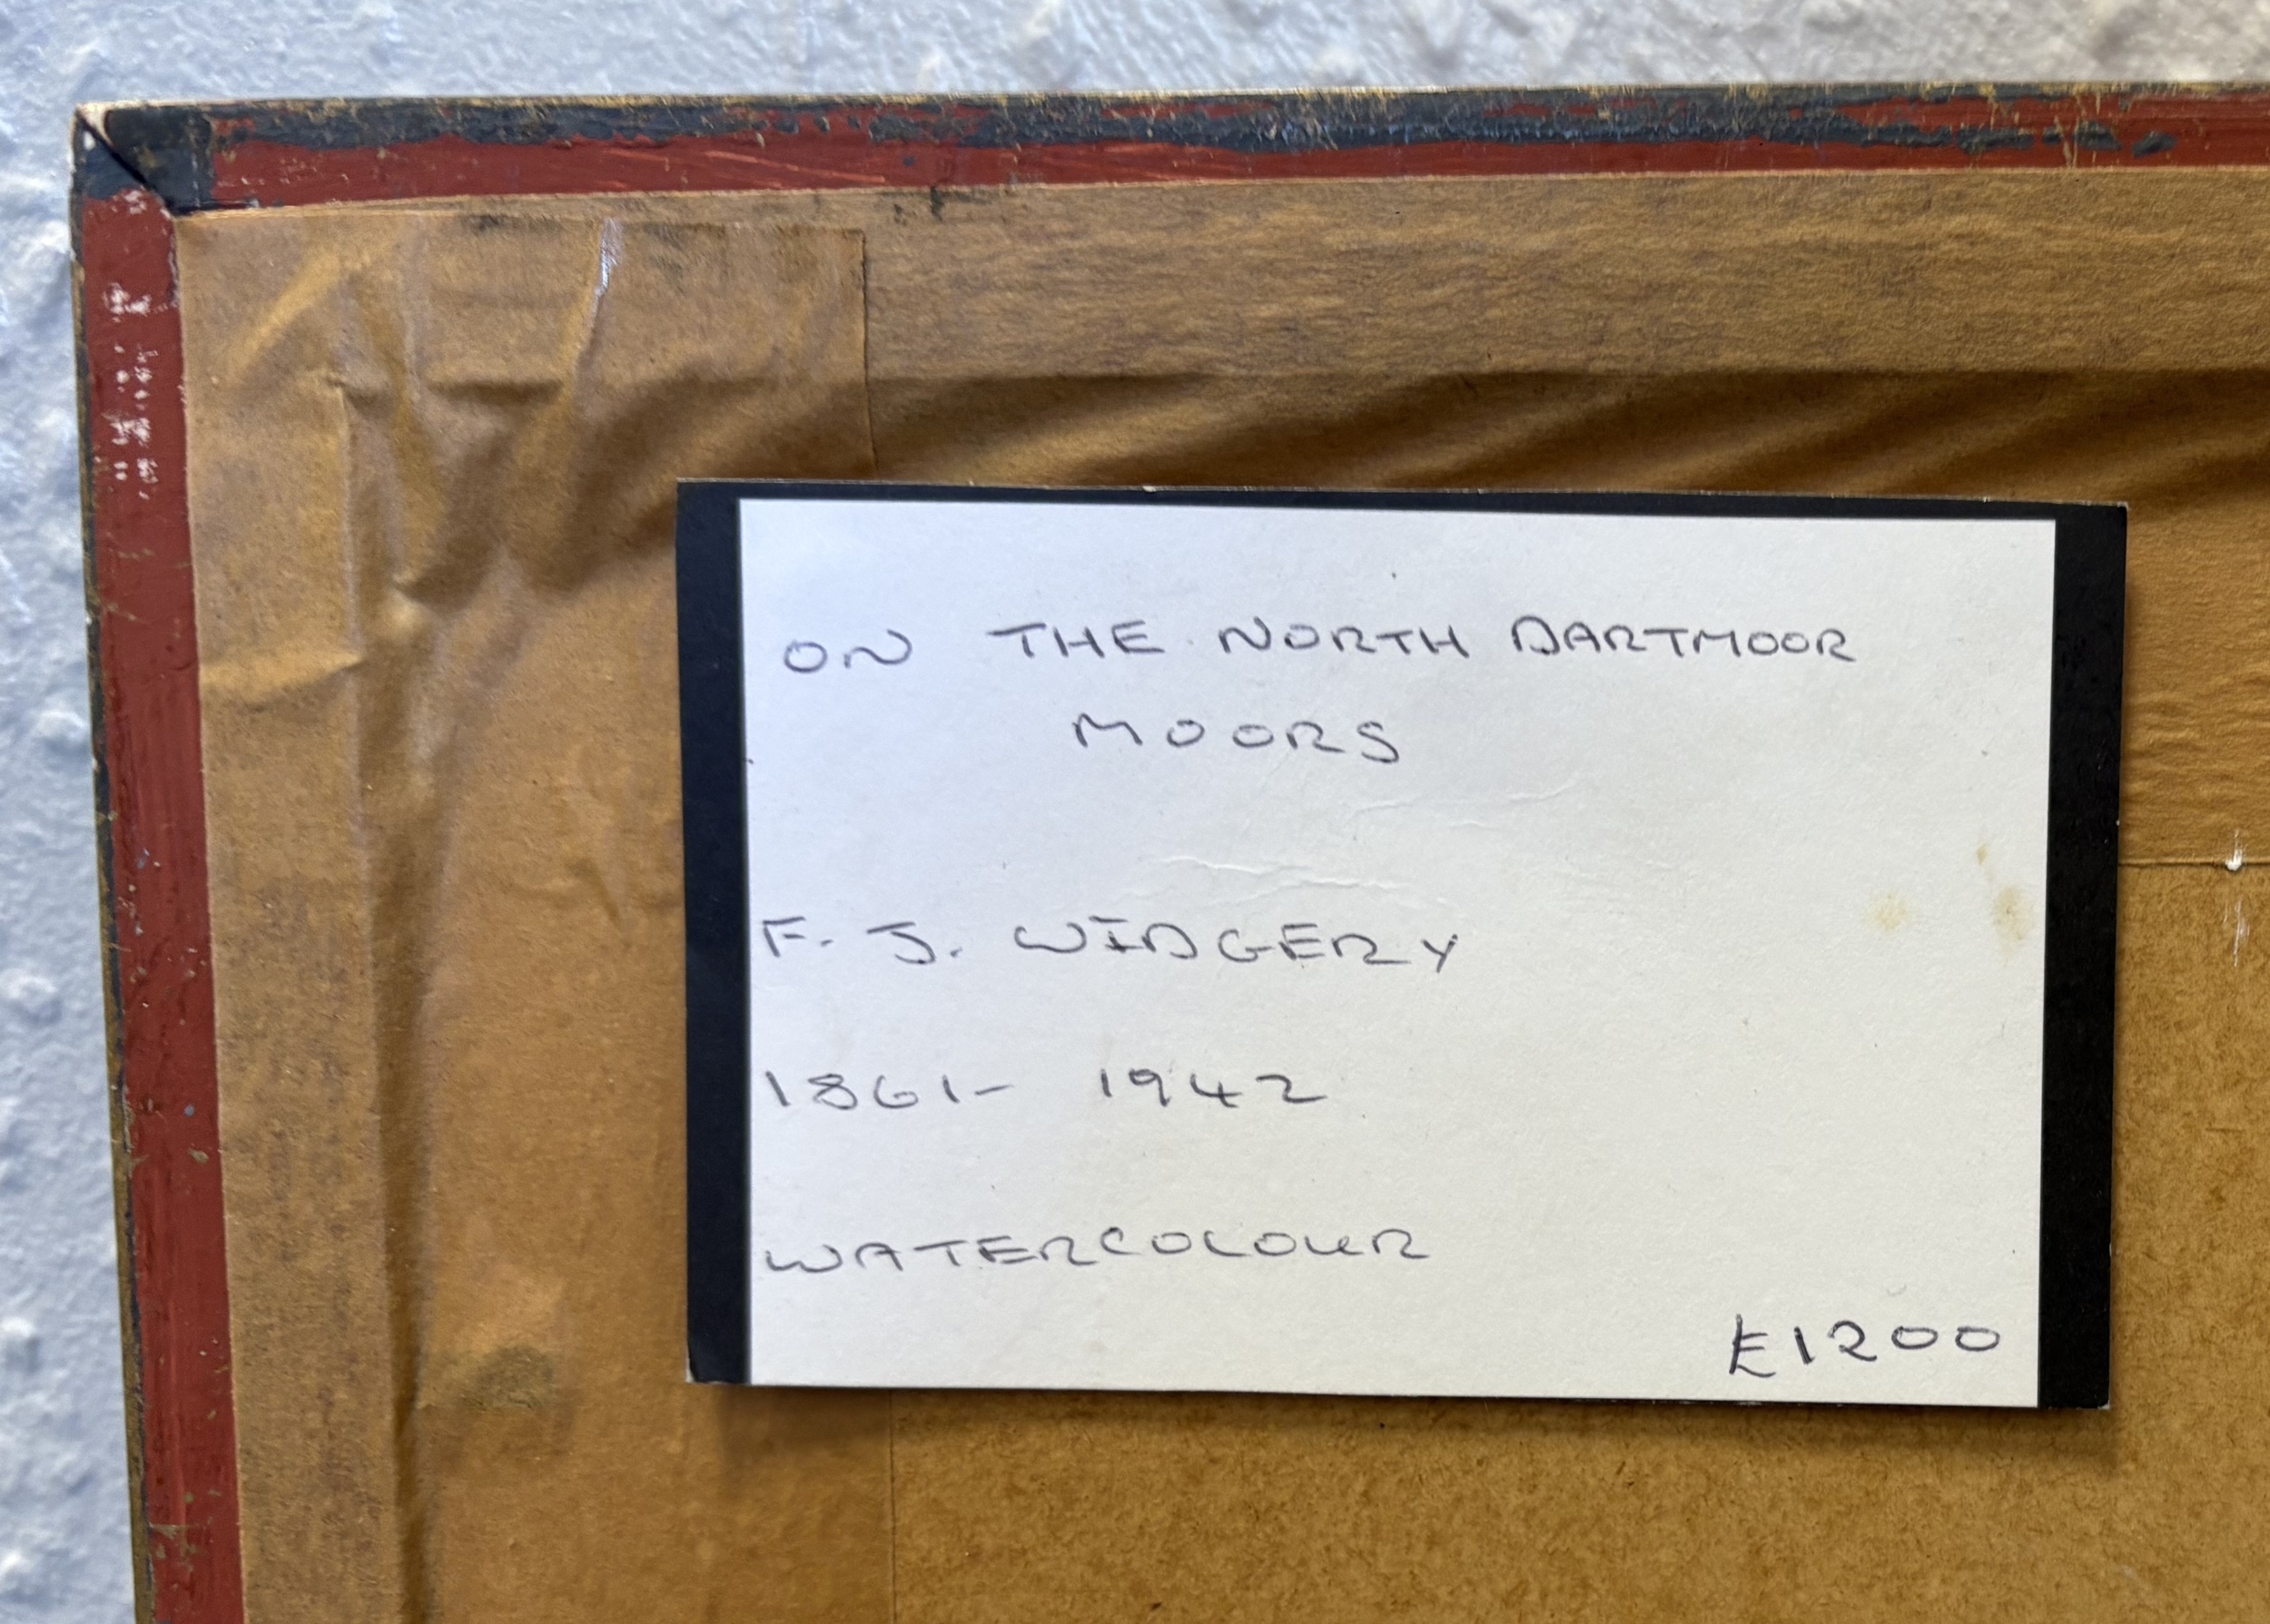 ON THE NORTH DARTMOOR
MOORS
F. J. WIDGERY
1861- 1942
WATERCOLOUR
£1200